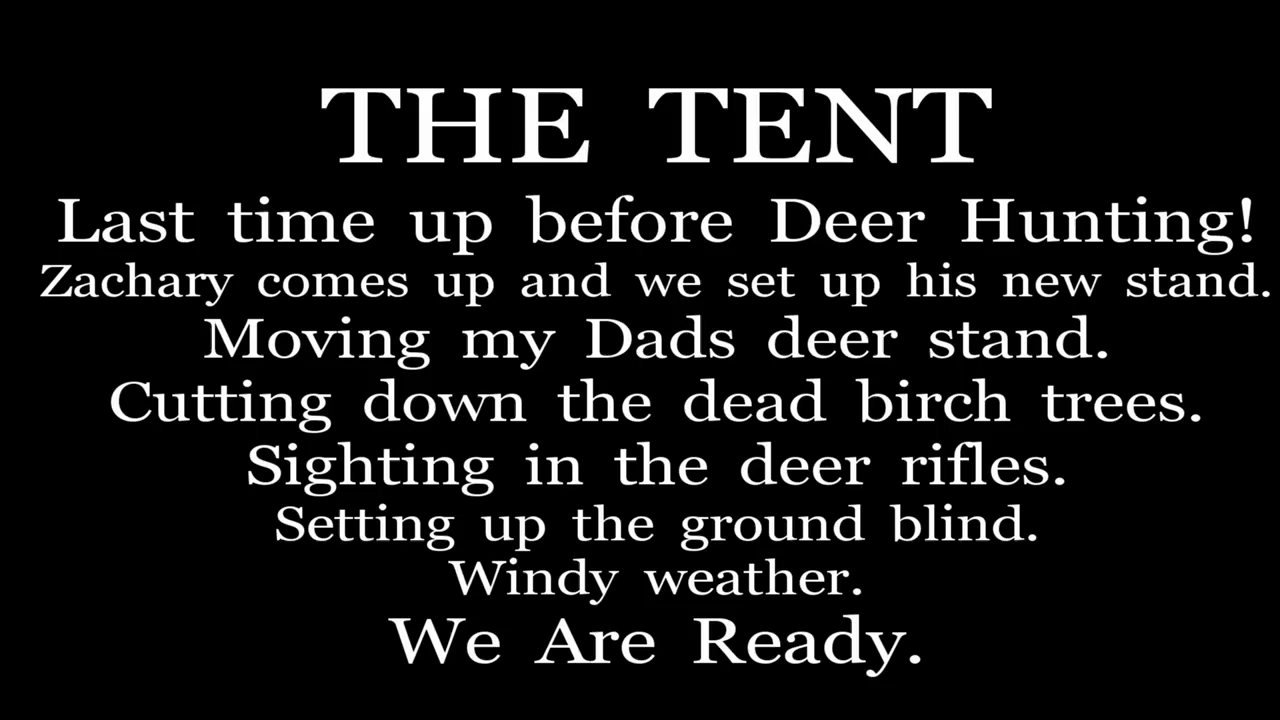 THE TENT
Last time up before Deer Hunting!
Zachary comes up and we set up his new stand.
Moving my Dads deer stand.
Cutting down the dead birch trees.
Sighting in the deer rifles.
Setting up the ground blind.
Windy weather.
We Are Ready.